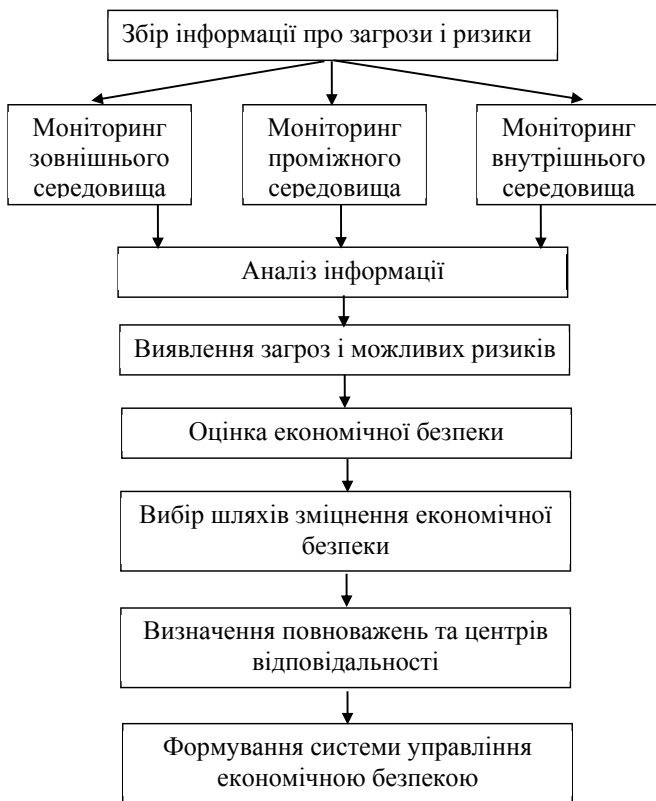 Збір інформації про загрози і ризики
Моніторинг
зовнішнього
середовища
Моніторинг
проміжного
середовища
Моніторинг
внутрішнього
середовища
Аналіз інформації
Виявлення загроз і можливих ризиків
Оцінка економічної безпеки
Вибір шляхів зміцнення економічної
безпеки
Визначення повноважень та центрів
відповідальності
Формування системи управління
економічною безпекою